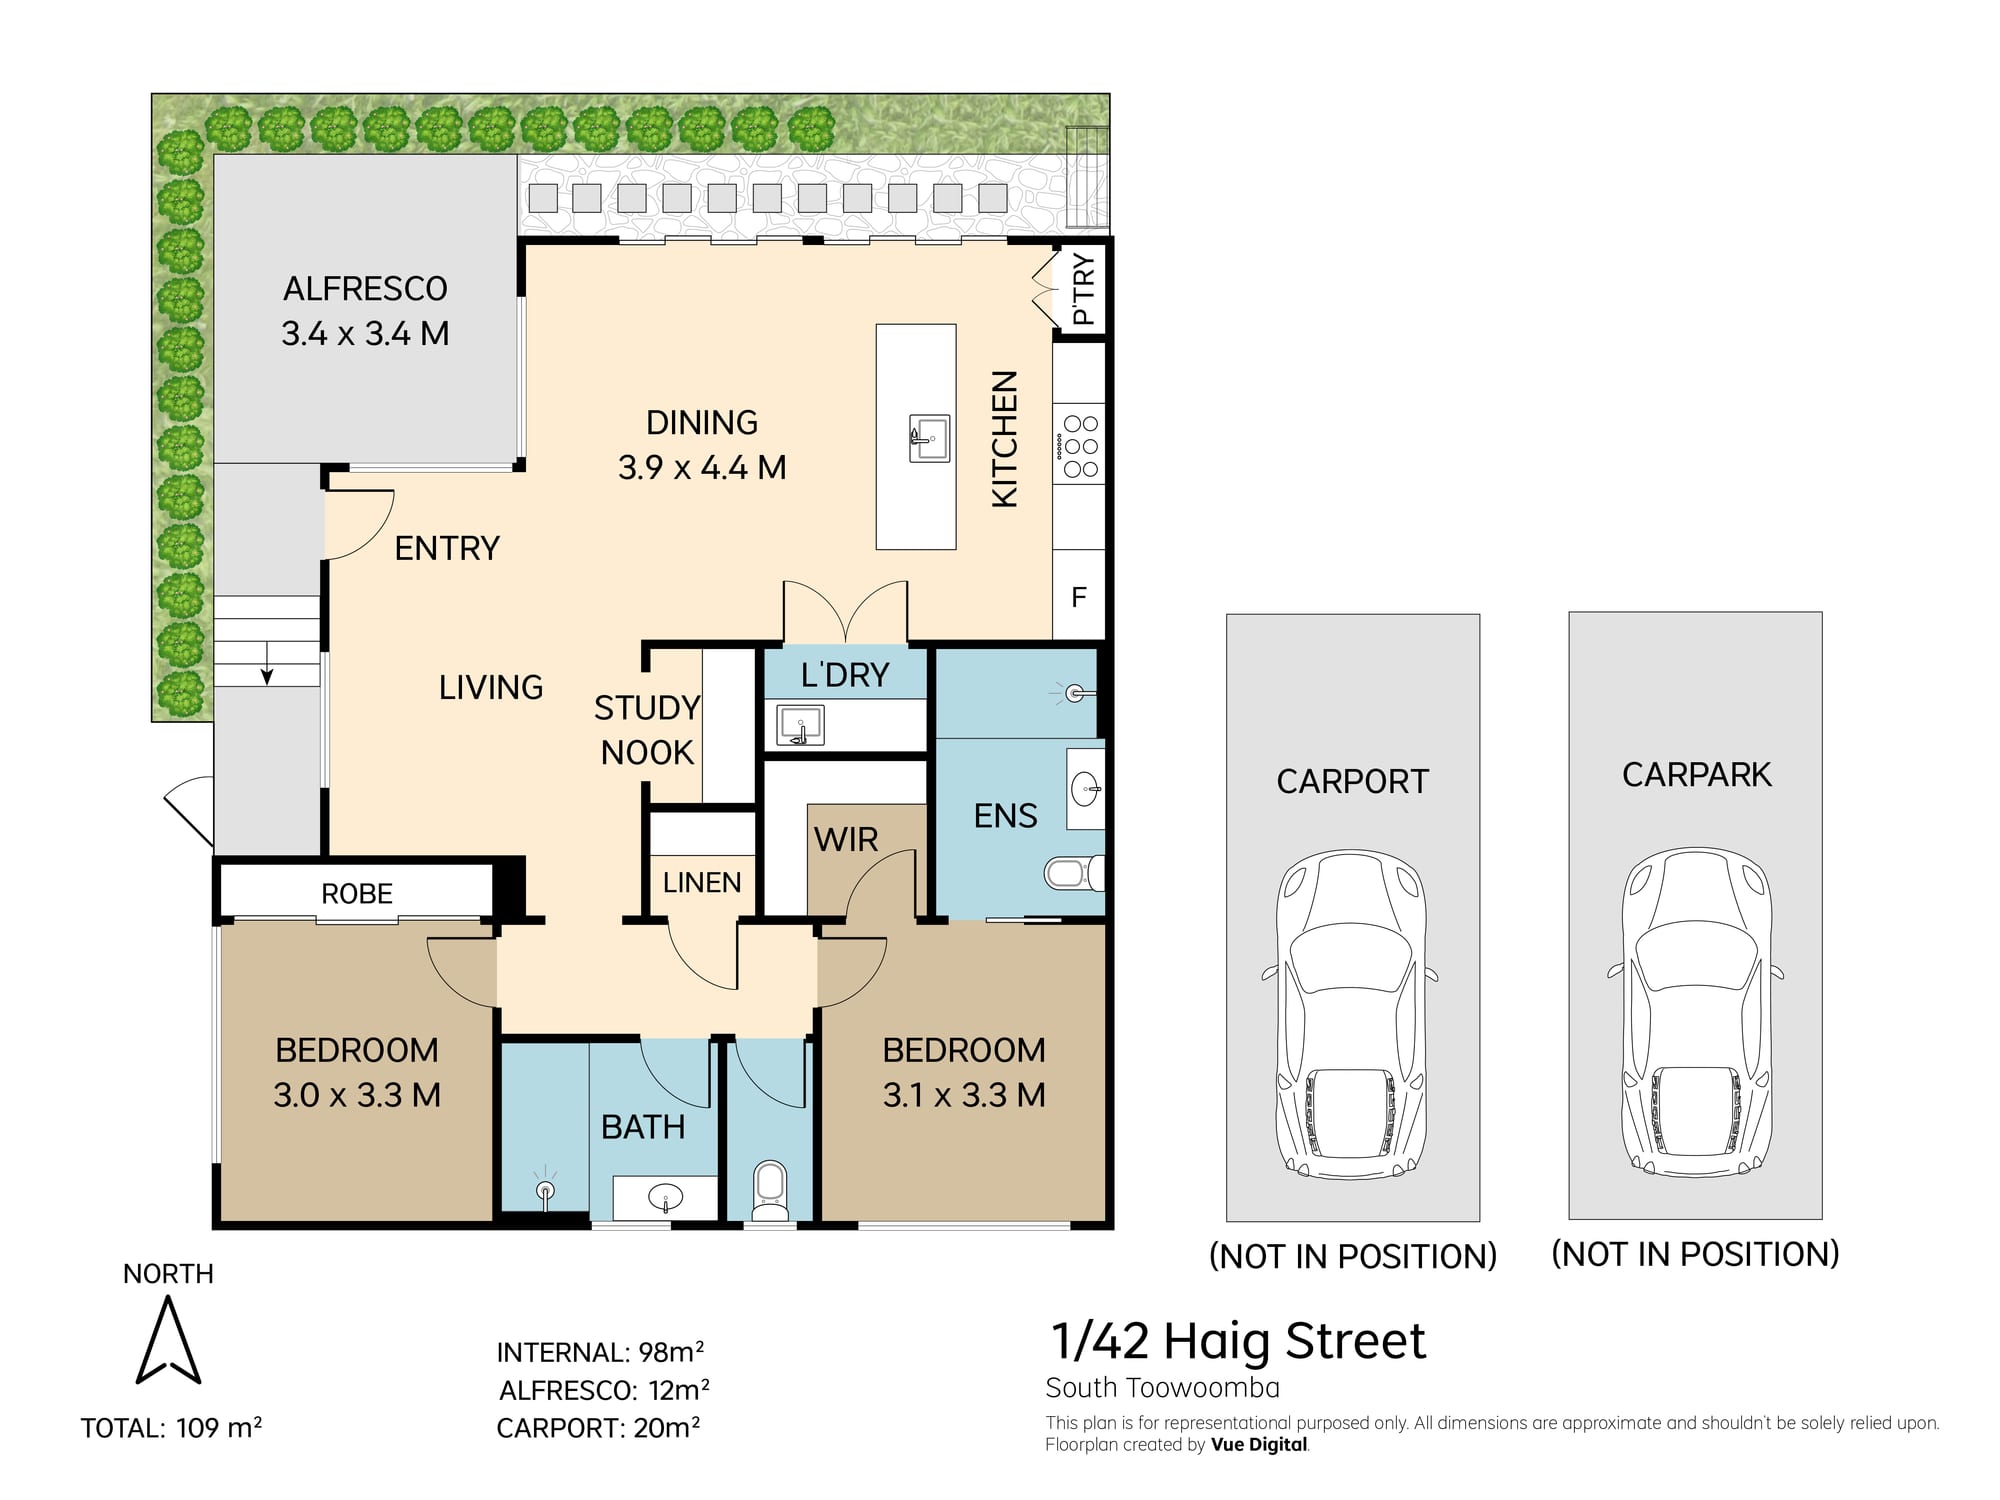 ALFRESCO
3.4 x 3.4 M
P'TRY
DINING
3.9 x 4.4 M
KITCHEN
ENTRY
F
LIVING
STUDY
NOOK
L'DRY
ENS
WIR
LINEN
ROBE
BEDROOM
3.0 x 3.3 M
BATH
BEDROOM
3.1 x 3.3 M
CARPORT
(NOT IN POSITION)
CARPARK
(NOT IN POSITION)
NORTH
TOTAL: 109 m²
INTERNAL: 98m²
ALFRESCO: 12m²
CARPORT: 20m²
1/42 Haig Street
South Toowoomba
This plan is for representational purposed only. All dimensions are approximate and shouldn't be solely relied upon.
Floorplan created by Vue Digital.